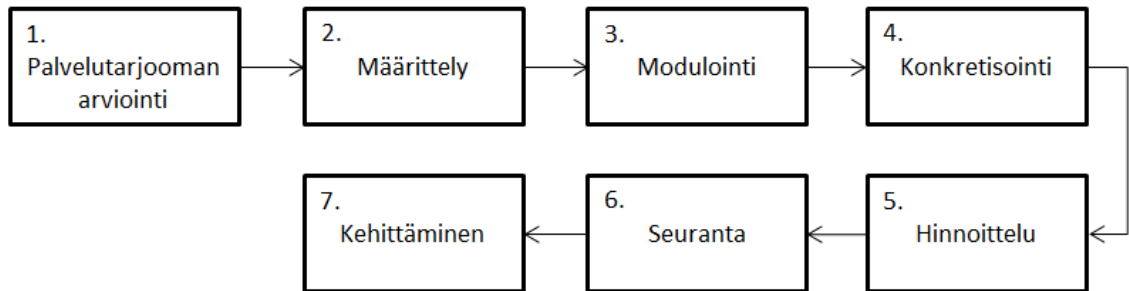 1.
Palvelutarjooman
arviointi
2.
Määrittely
3.
Modulointi
4.
Konkretisointi
5.
Hinnoittelu
6.
Seuranta
7.
Kehittäminen